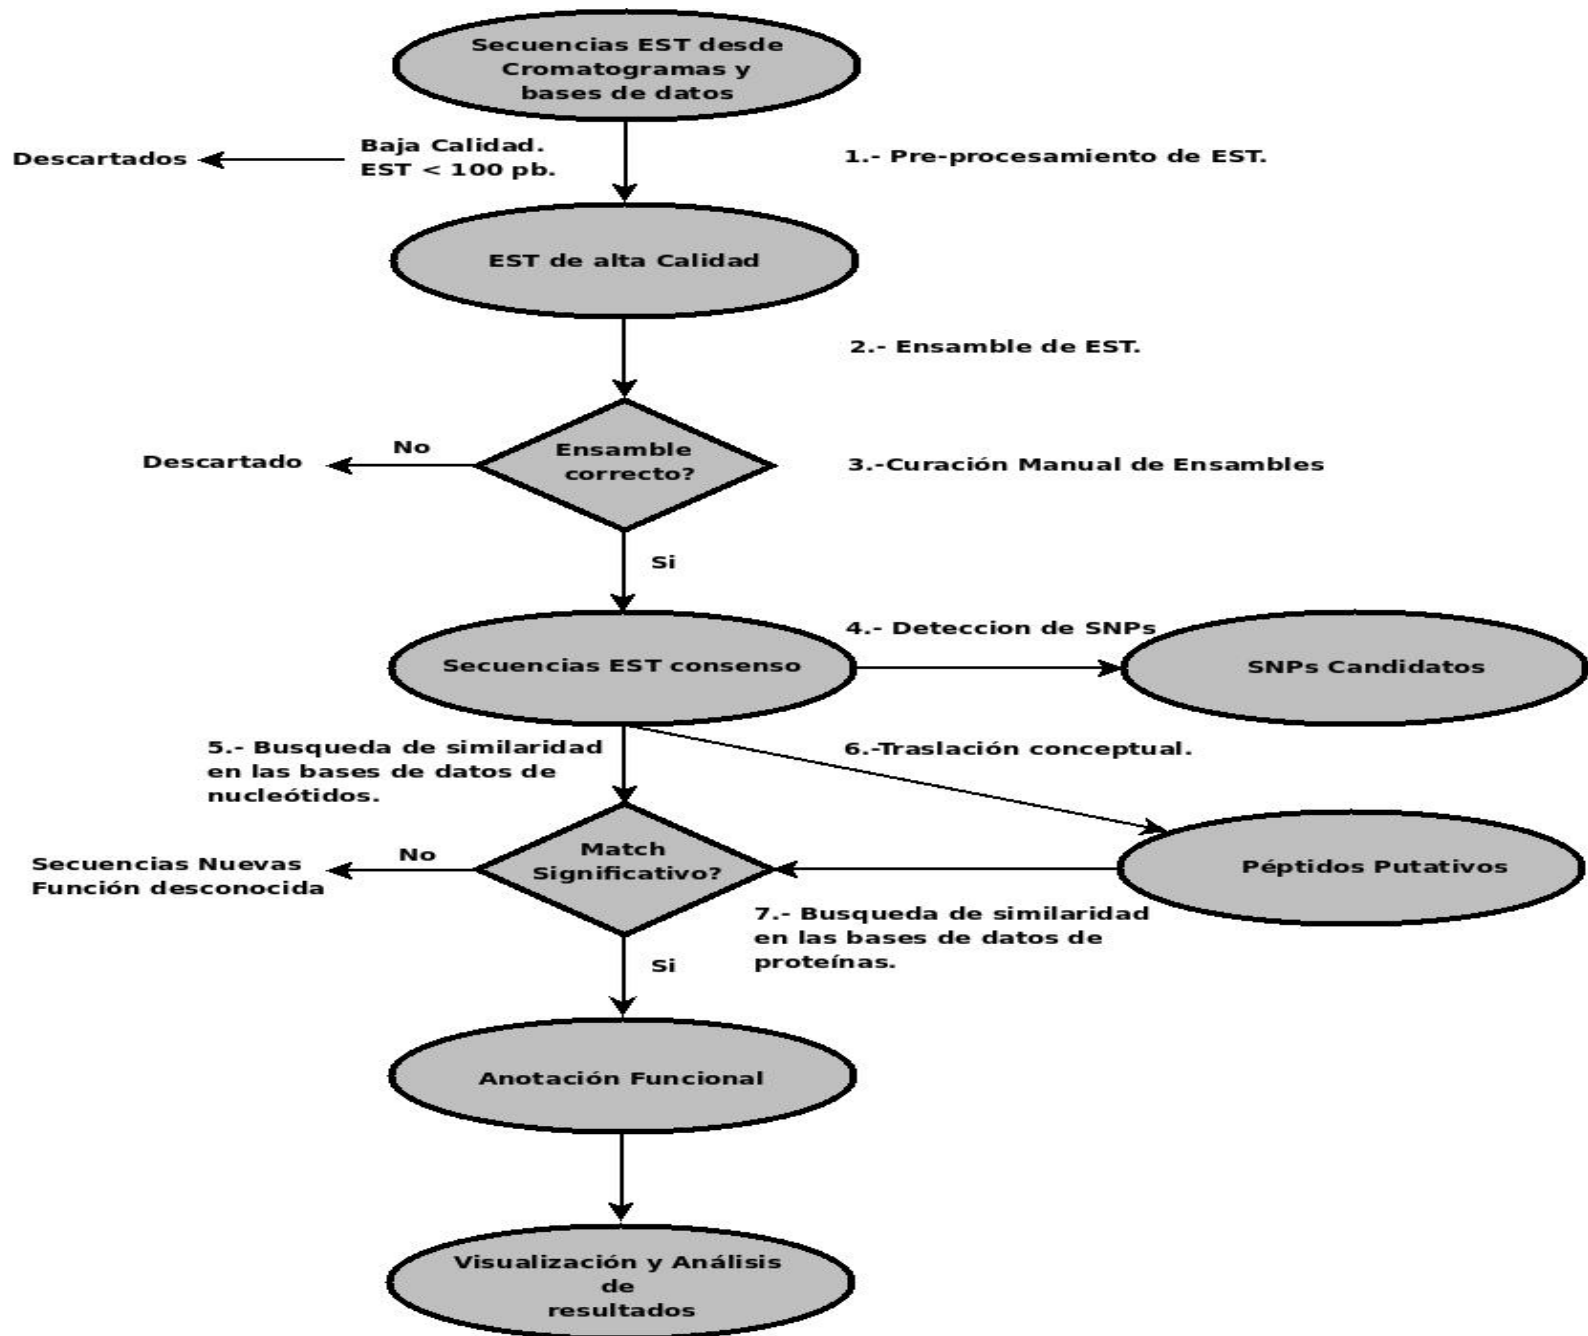 Secuencias EST desde
Cromatogramas y
bases de datos
Descartados
Baja Calidad.
EST < 100 pb.
1.- Pre-procesamiento de EST.
EST de alta Calidad
2.- Ensamble de EST.
Ensamble
correcto?
No
Descartado
3.-Curación Manual de Ensambles
Si
Secuencias EST consenso
4.- Deteccion de SNPs
SNPs Candidatos
5.- Busqueda de similaridad
en las bases de datos de
nucleótidos.
6.-Traslación conceptual.
Match
Significativo?
No
Secuencias Nuevas
Función desconocida
Péptidos Putativos
7.- Busqueda de similaridad
en las bases de datos de
proteínas.
Si
Anotación Funcional
Visualización y Análisis
de
resultados